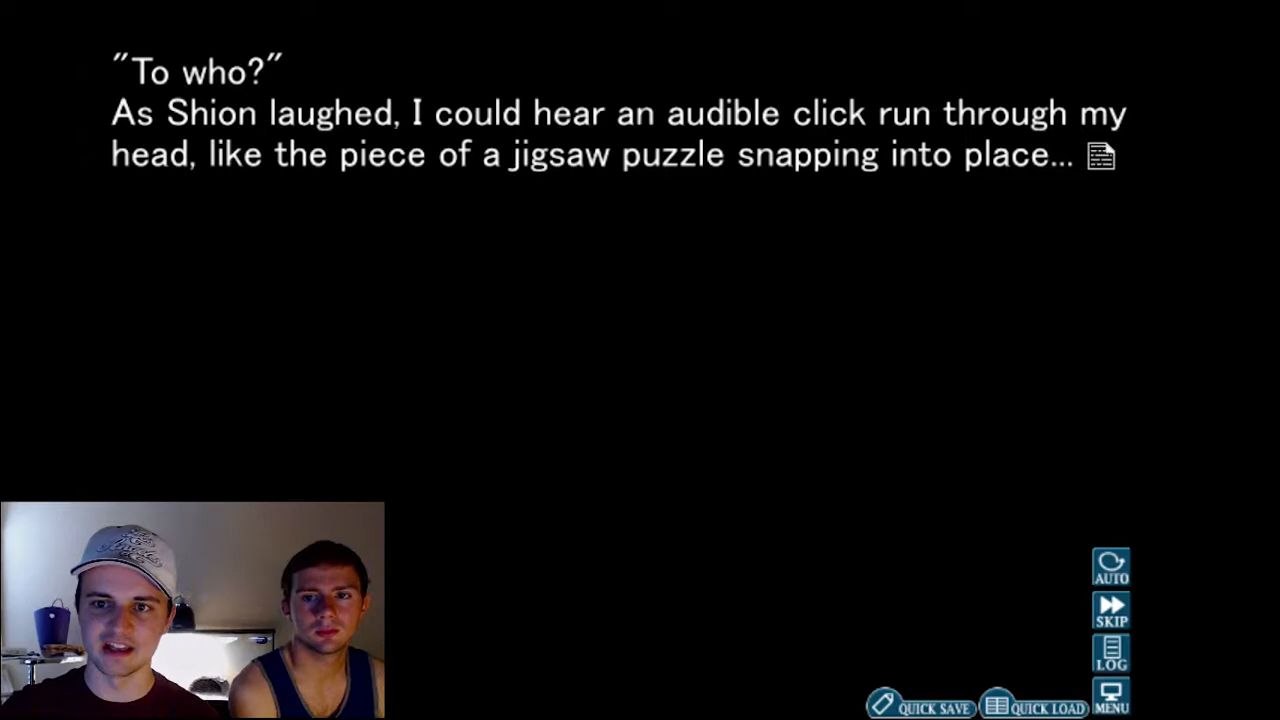 "To who?"
As Shion laughed, I could hear an audible click run through my
head, like the piece of a jigsaw puzzle snapping into place...
AUTO
SKIP
LOG
MENU
QUICK SAVE
QUICK LOAD